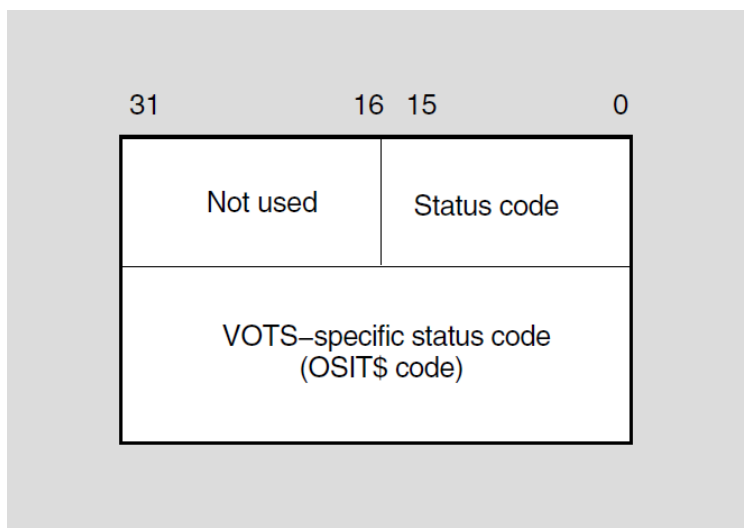 31 16 15 0
Not used Status code
VOTS–specific status code
(OSIT$ code)